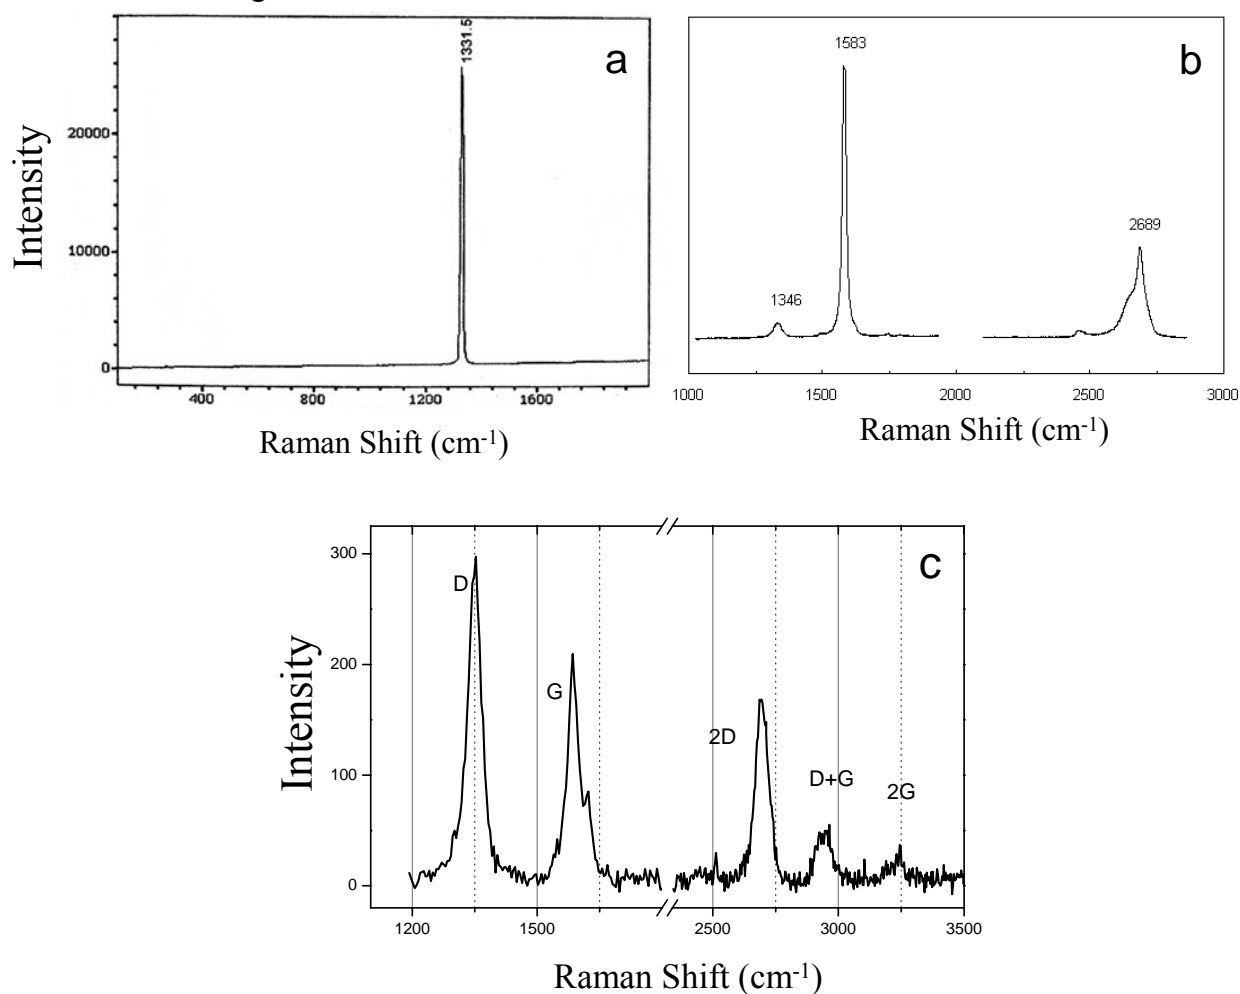 a
1331.5
20000
10000
0
400 800 1200 1600
Intensity
Raman Shift (cm-1)
b
1583
1346
2689
1000 1500 2000 2500 3000
Raman Shift (cm-1)
c
D
G
2D
D+G
2G
300
200
100
0
1200 1500 2500 3000 3500
Intensity
Raman Shift (cm-1)